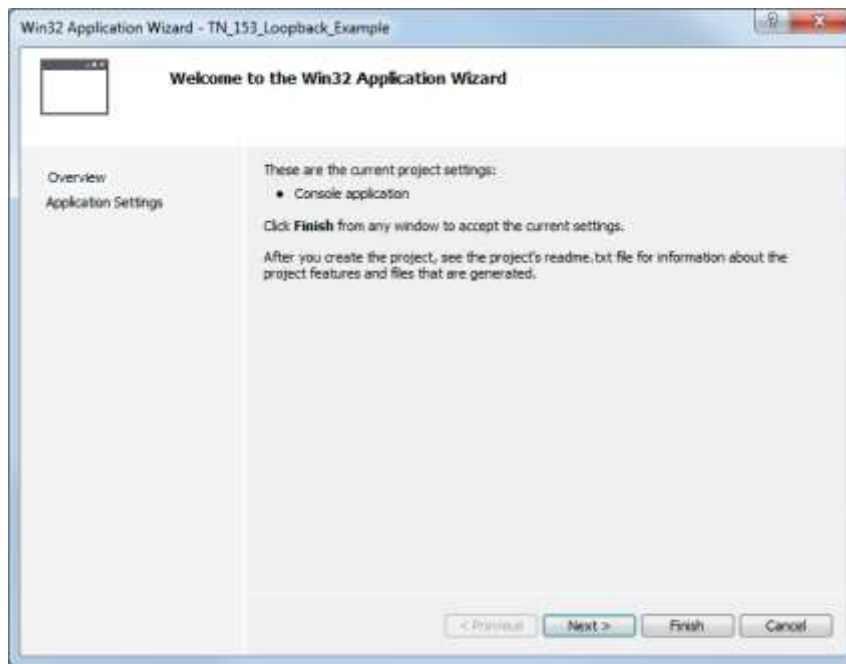 Win32 Application Wizard - TN_153_Loopback_Example
Welcome to the Win32 Application Wizard
Overview
Application Settings
These are the current project settings:
• Console application
Click Finish from any window to accept the current settings.
After you create the project, see the project's readme.txt file for information about the
project features and files that are generated.
< Previous
Next >
Finish
Cancel